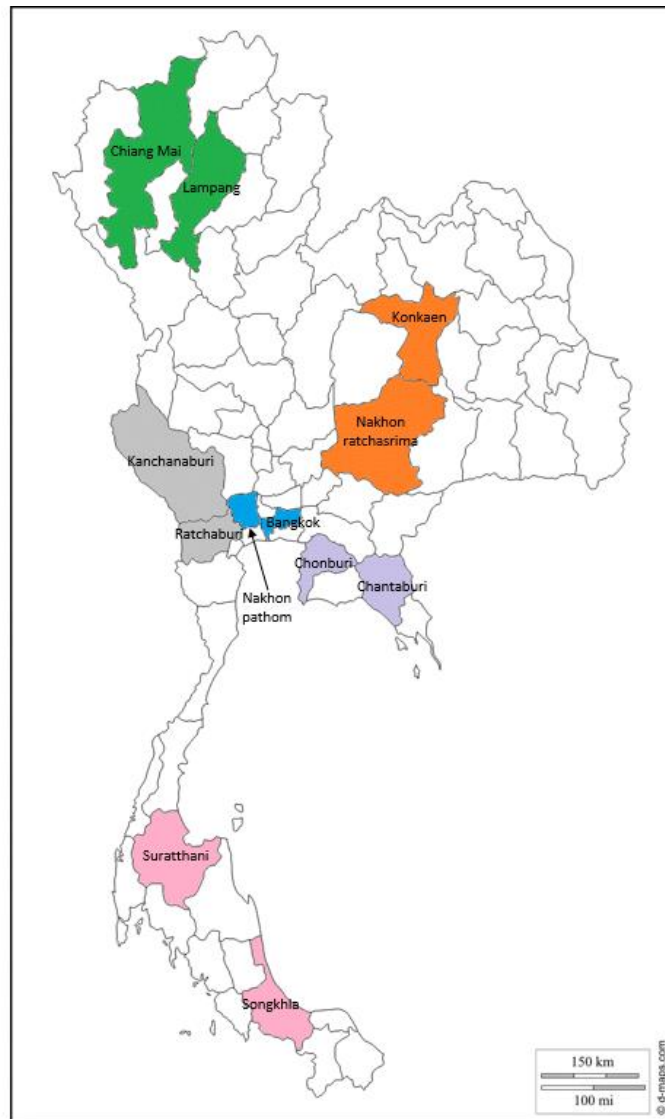 Chiang Mai
Lampang
Konkaen
Nakhon
ratchasrima
Kanchanaburi
Bangkok
Ratchaburi
Chonburi
Nakhon
pathom
Chantaburi
Suratthani
Songkhla
150 km
100 mi
© d-maps.com